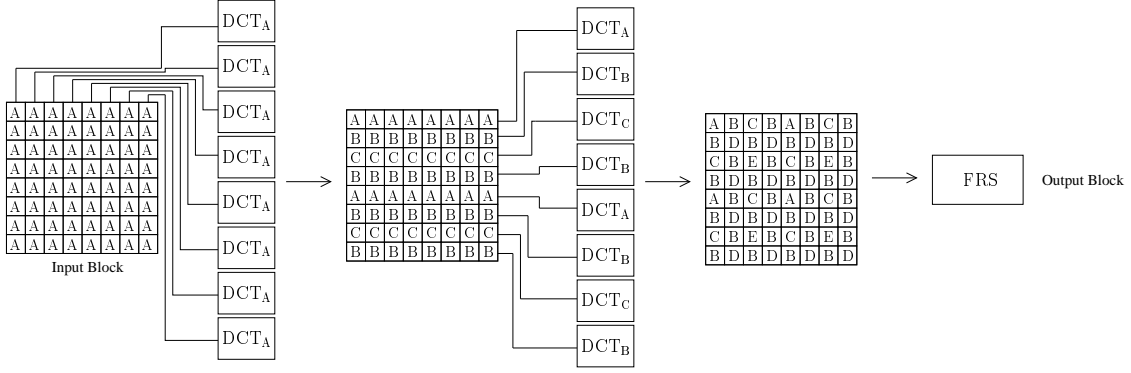 DCT_A
DCT_A
DCT_A
DCT_A
DCT_A
DCT_A
DCT_A
DCT_A
A A A A A A A A
A A A A A A A A
A A A A A A A A
A A A A A A A A
A A A A A A A A
A A A A A A A A
A A A A A A A A
A A A A A A A A
Input Block
A A A A A A A A
B B B B B B B B
C C C C C C C C
B B B B B B B B
A A A A A A A A
B B B B B B B B
C C C C C C C C
B B B B B B B B
DCT_A
DCT_B
DCT_C
DCT_B
DCT_A
DCT_B
DCT_C
DCT_B
A B C B A B C B
B D B D B D B D
C B E B C B E B
B D B D B D B D
A B C B A B C B
B D B D B D B D
C B E B C B E B
B D B D B D B D
FRS
Output Block